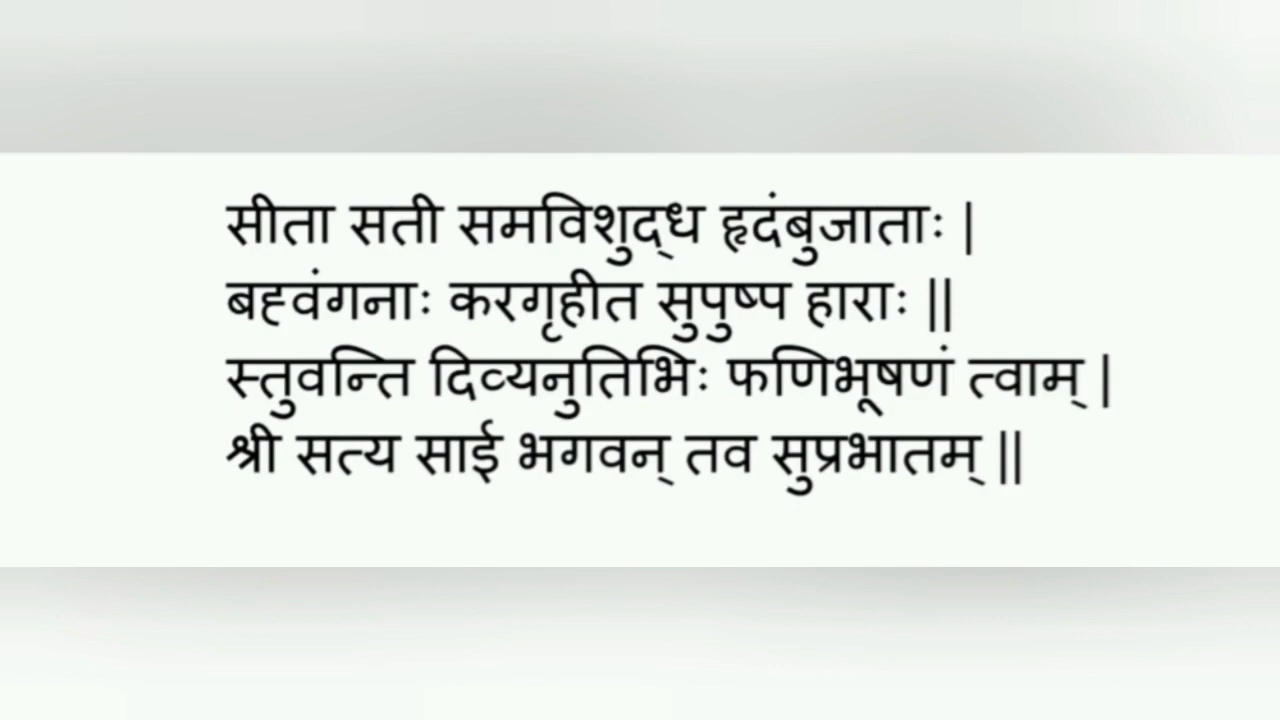 सीता सती समविशुद्ध हृदंबुजाताः |
बह्वंगनाः करगृहीत सुपुष्प हाराः ||
स्तुवन्ति दिव्यनुतिभिः फणिभूषणं त्वाम् |
श्री सत्य साई भगवन् तव सुप्रभातम् ||